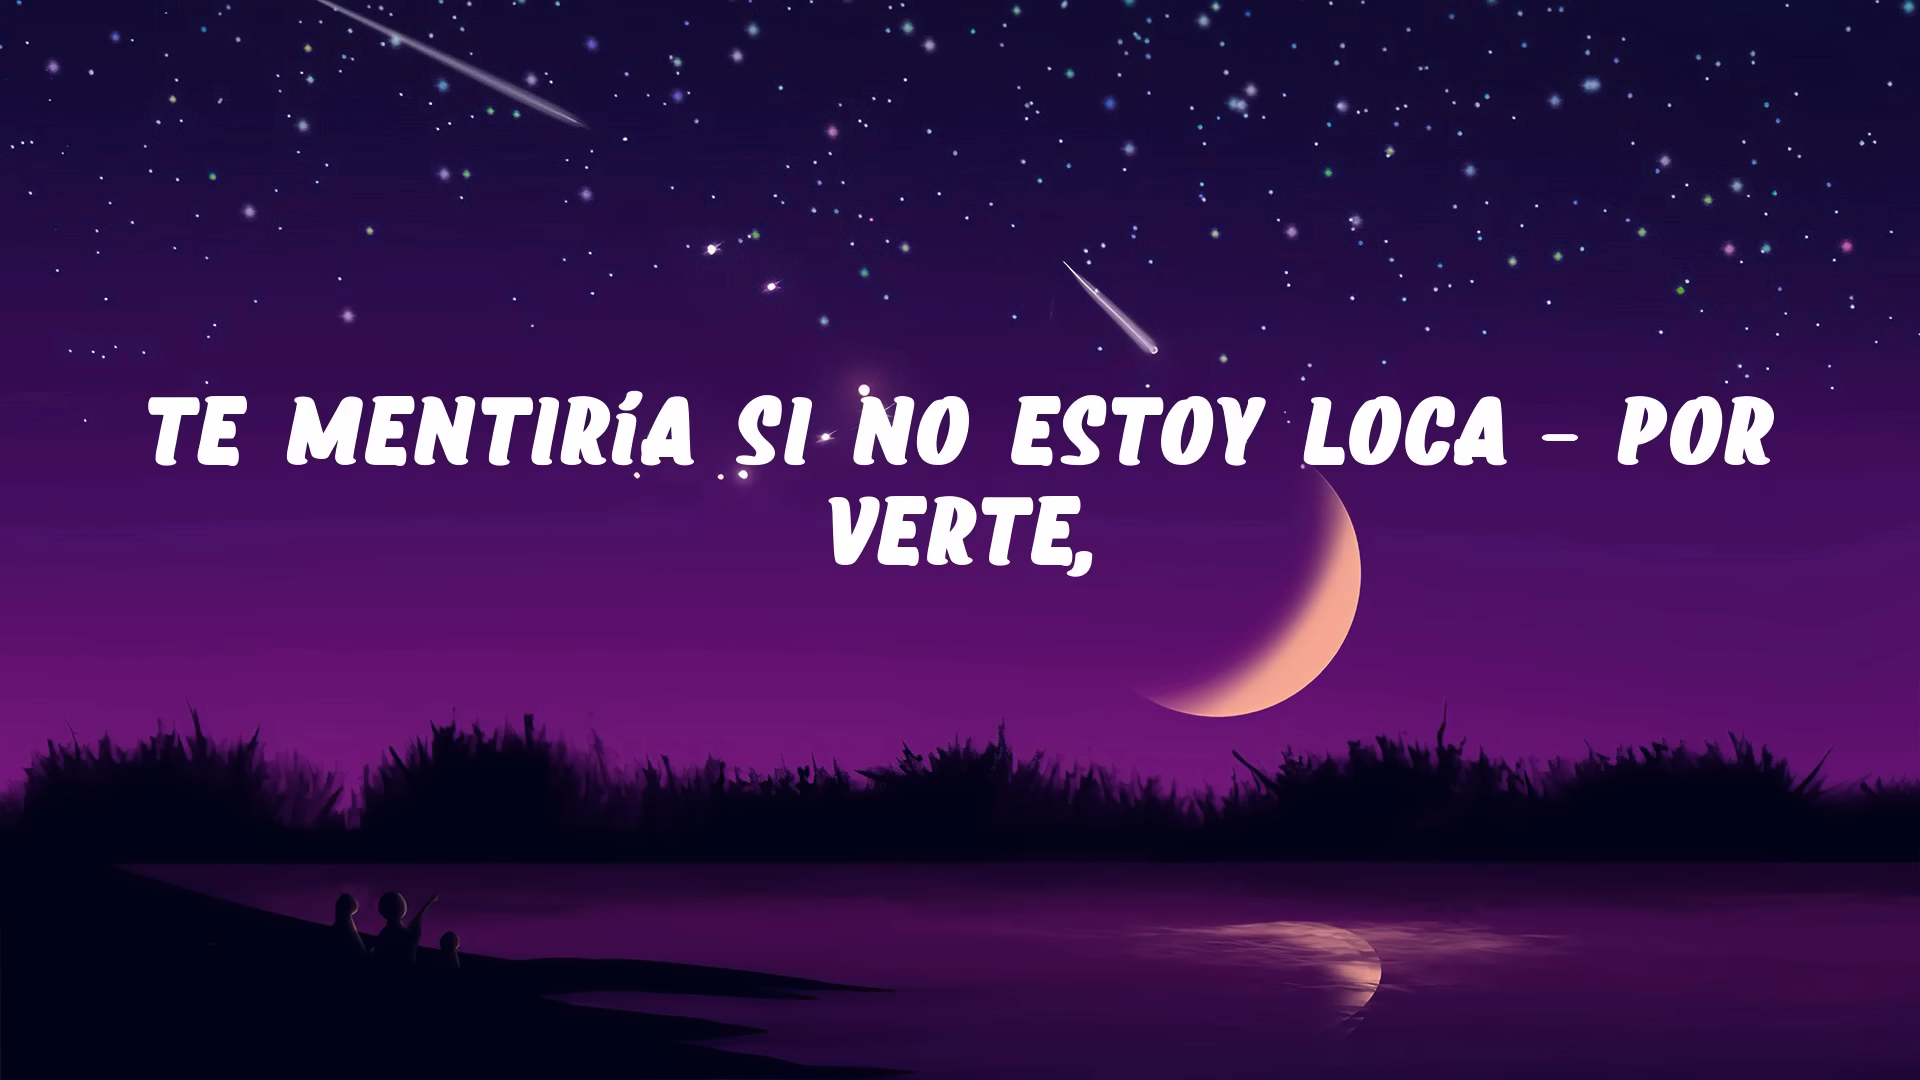 TE MENTIRíA SI NO ESTOY LOCA - POR
VERTE,